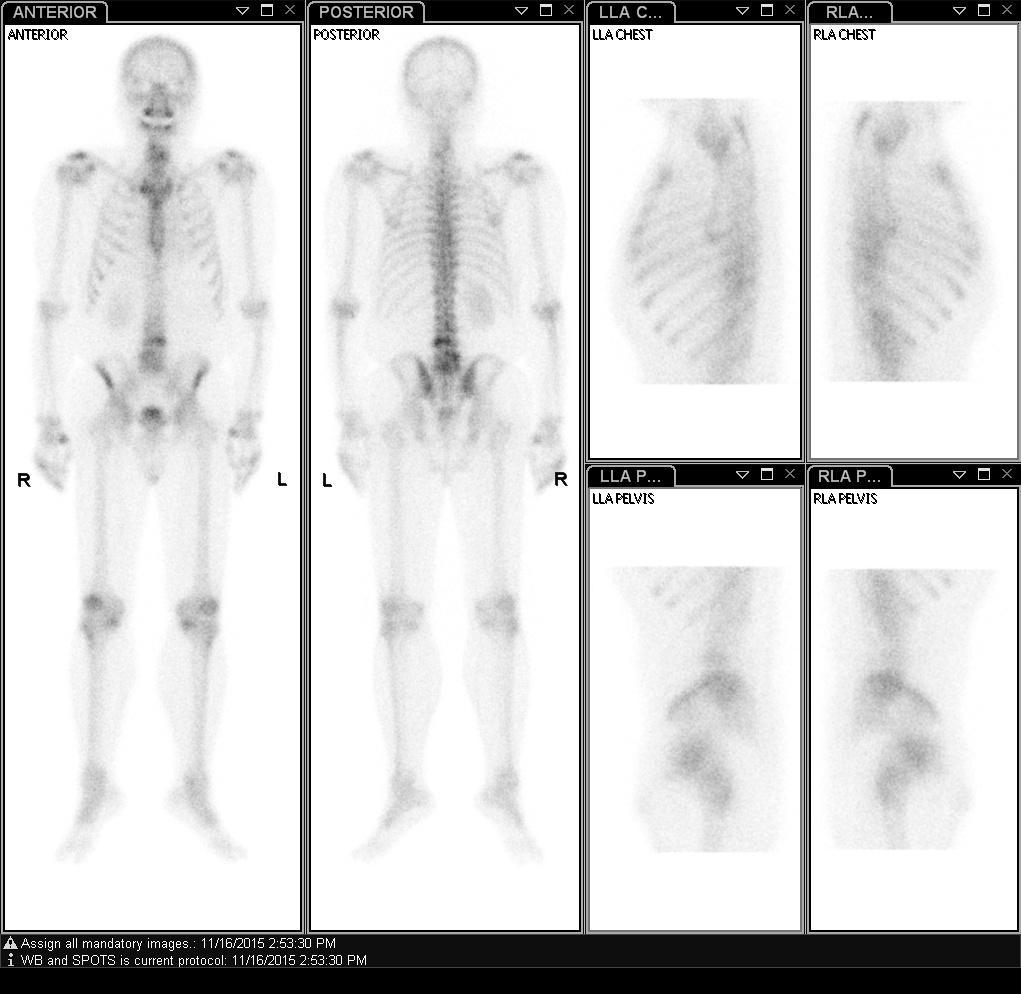 ANTERIOR
POSTERIOR
LLA C...
RLA...
ANTERIOR
POSTERIOR
LLA CHEST
RLA CHEST
R
L
L
R
LLA P...
RLA P...
LLA PELVIS
RLA PELVIS
Assign all mandatory images.: 11/16/2015 2:53:30 PM
WB and SPOTS is current protocol: 11/16/2015 2:53:30 PM